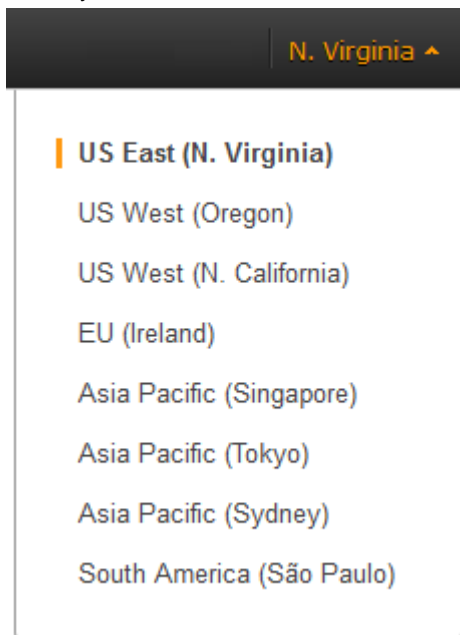 N. Virginia
US East (N. Virginia)
US West (Oregon)
US West (N. California)
EU (Ireland)
Asia Pacific (Singapore)
Asia Pacific (Tokyo)
Asia Pacific (Sydney)
South America (São Paulo)